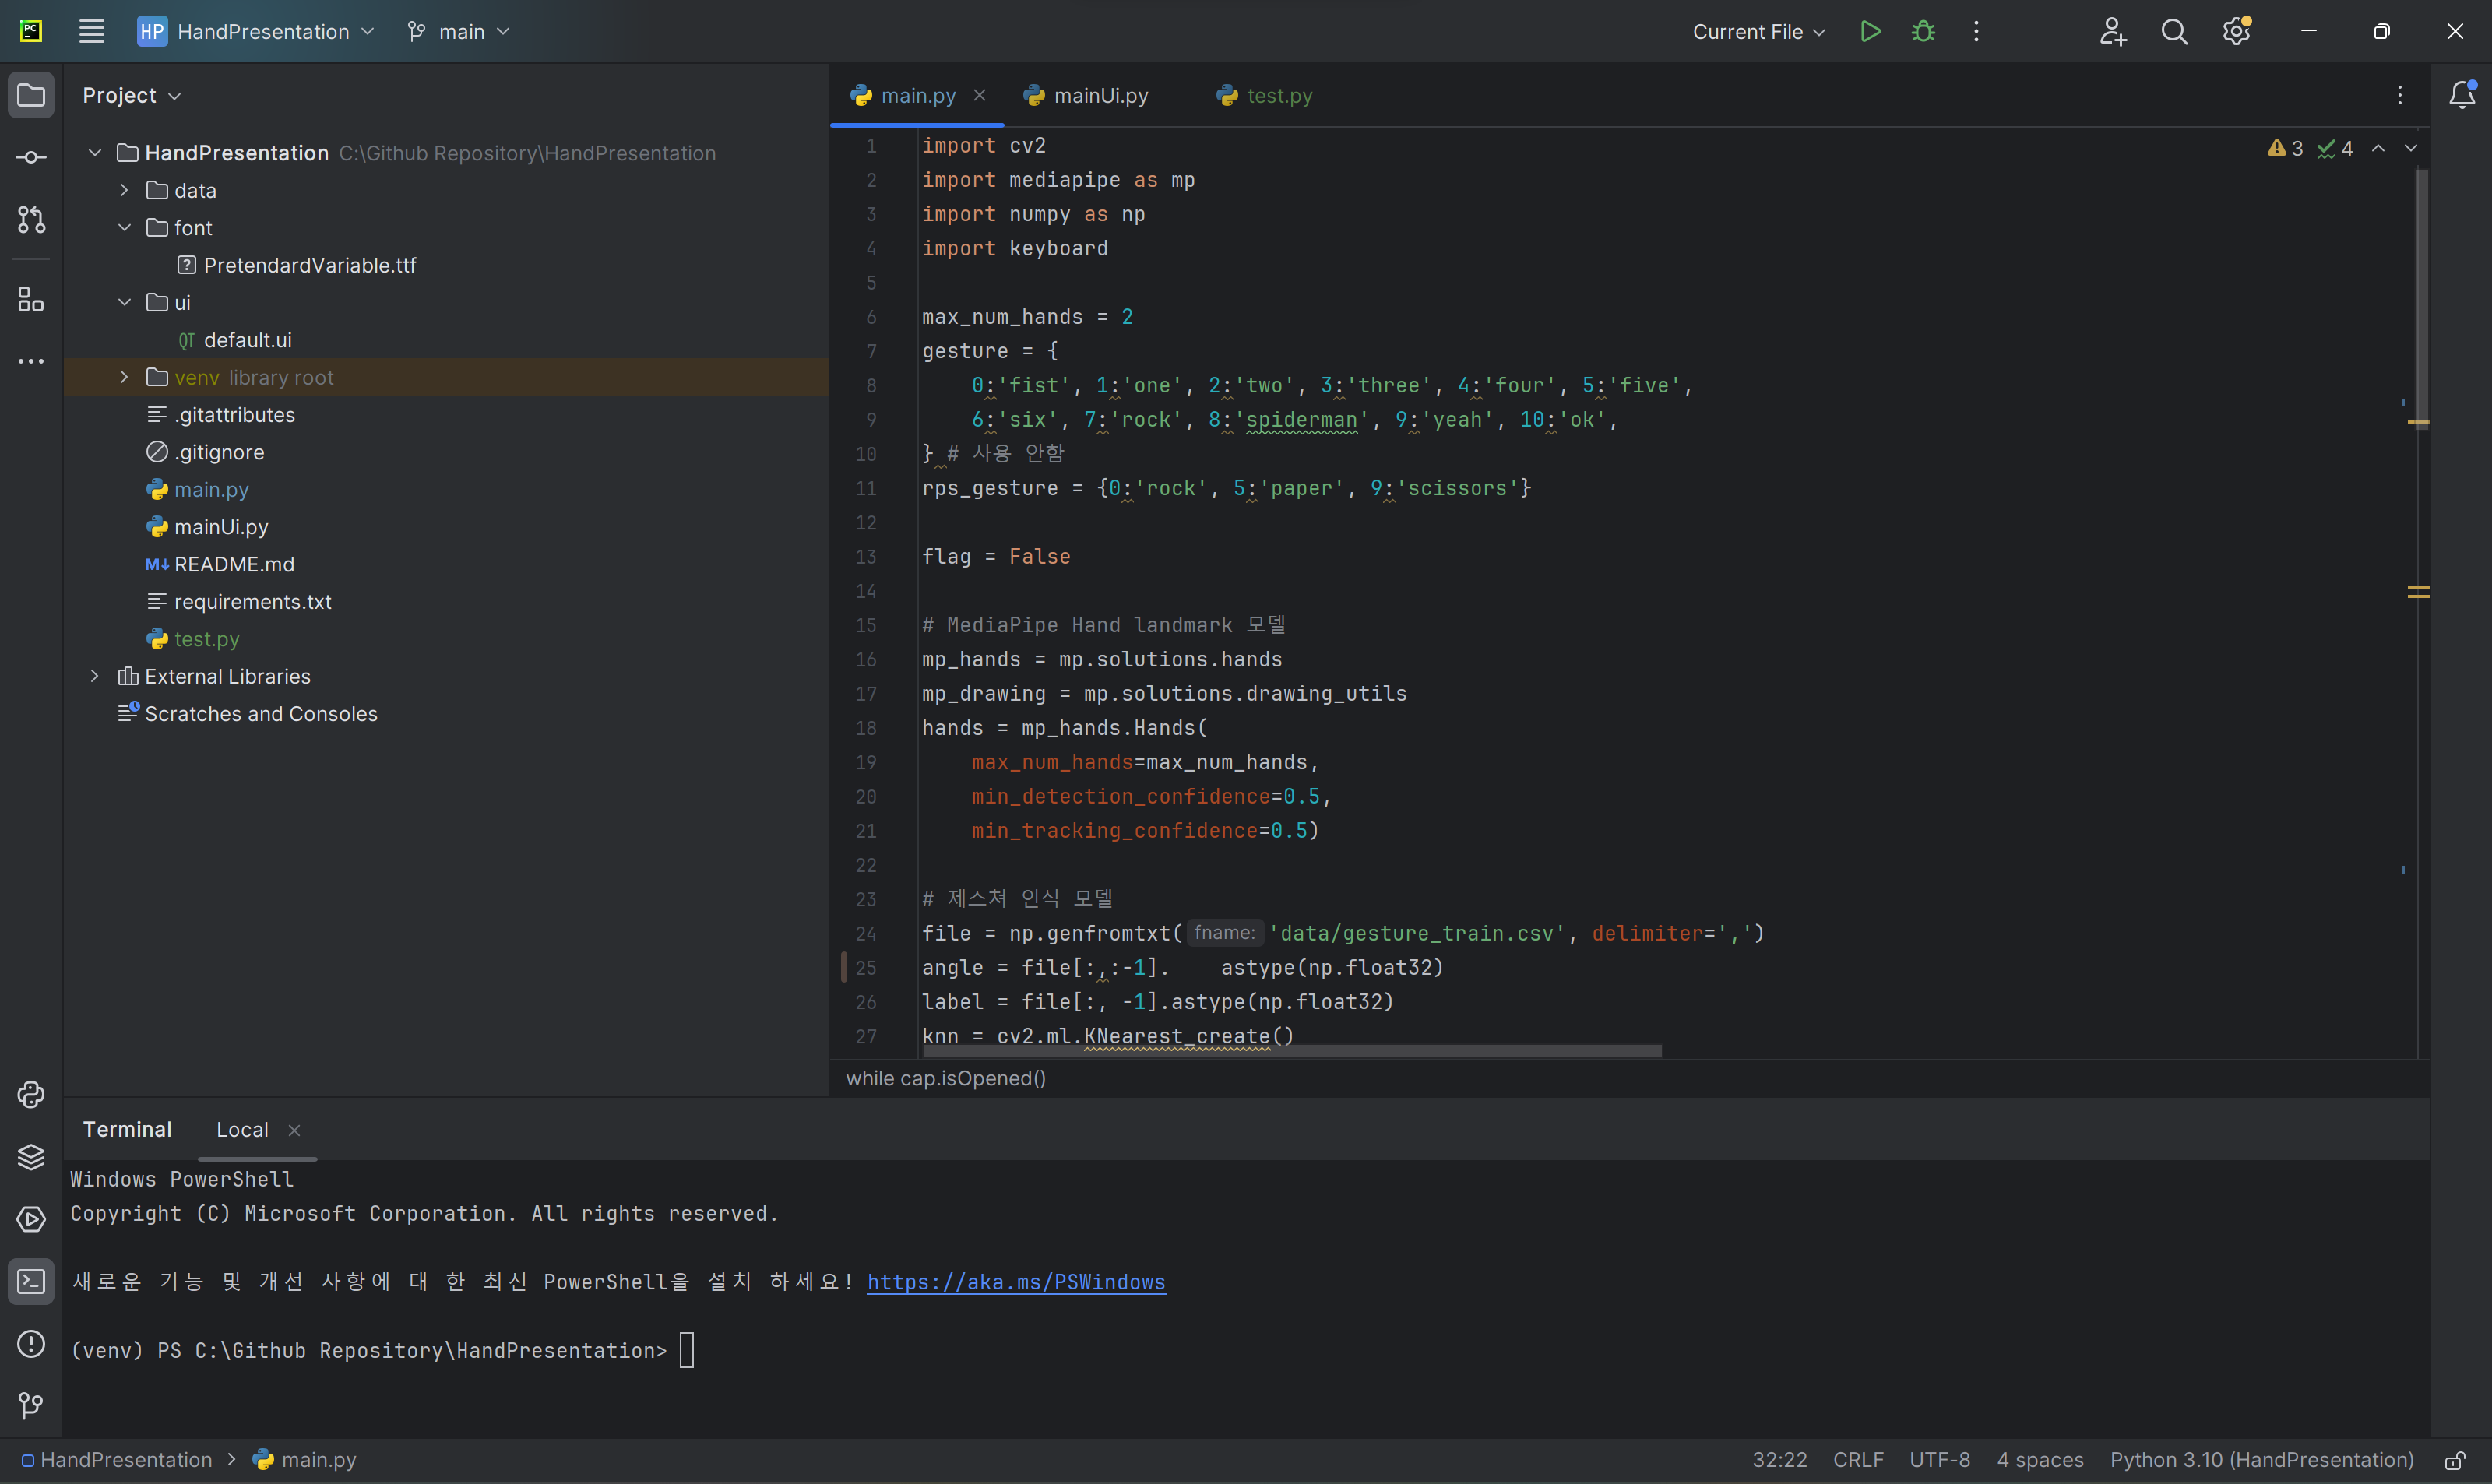 PC
HP HandPresentation main Current File
Project
HandPresentation C:\Github Repository\HandPresentation
data
font
PretendardVariable.ttf
ui
QT default.ui
venv library root
.gitattributes
.gitignore
main.py
mainUi.py
M↓ README.md
requirements.txt
test.py
External Libraries
Scratches and Consoles
main.py mainUi.py test.py
3 4
1 import cv2
2 import mediapipe as mp
3 import numpy as np
4 import keyboard
5
6 max_num_hands = 2
7 gesture = {
8     0:'fist', 1:'one', 2:'two', 3:'three', 4:'four', 5:'five',
9     6:'six', 7:'rock', 8:'spiderman', 9:'yeah', 10:'ok',
10 } # 사용 안함
11 rps_gesture = {0:'rock', 5:'paper', 9:'scissors'}
12
13 flag = False
14
15 # MediaPipe Hand landmark 모델
16 mp_hands = mp.solutions.hands
17 mp_drawing = mp.solutions.drawing_utils
18 hands = mp_hands.Hands(
19     max_num_hands=max_num_hands,
20     min_detection_confidence=0.5,
21     min_tracking_confidence=0.5)
22
23 # 제스쳐 인식 모델
24 file = np.genfromtxt( fname: 'data/gesture_train.csv', delimiter=',')
25 angle = file[:,:-1].    astype(np.float32)
26 label = file[:, -1].astype(np.float32)
27 knn = cv2.ml.KNearest_create()
while cap.isOpened()
Terminal Local
Windows PowerShell
Copyright (C) Microsoft Corporation. All rights reserved.
새로운 기능 및 개선 사항에 대 한 최신 PowerShell을 설치 하세요! https://aka.ms/PSWindows
(venv) PS C:\Github Repository\HandPresentation>
HandPresentation > main.py 32:22 CRLF UTF-8 4 spaces Python 3.10 (HandPresentation)